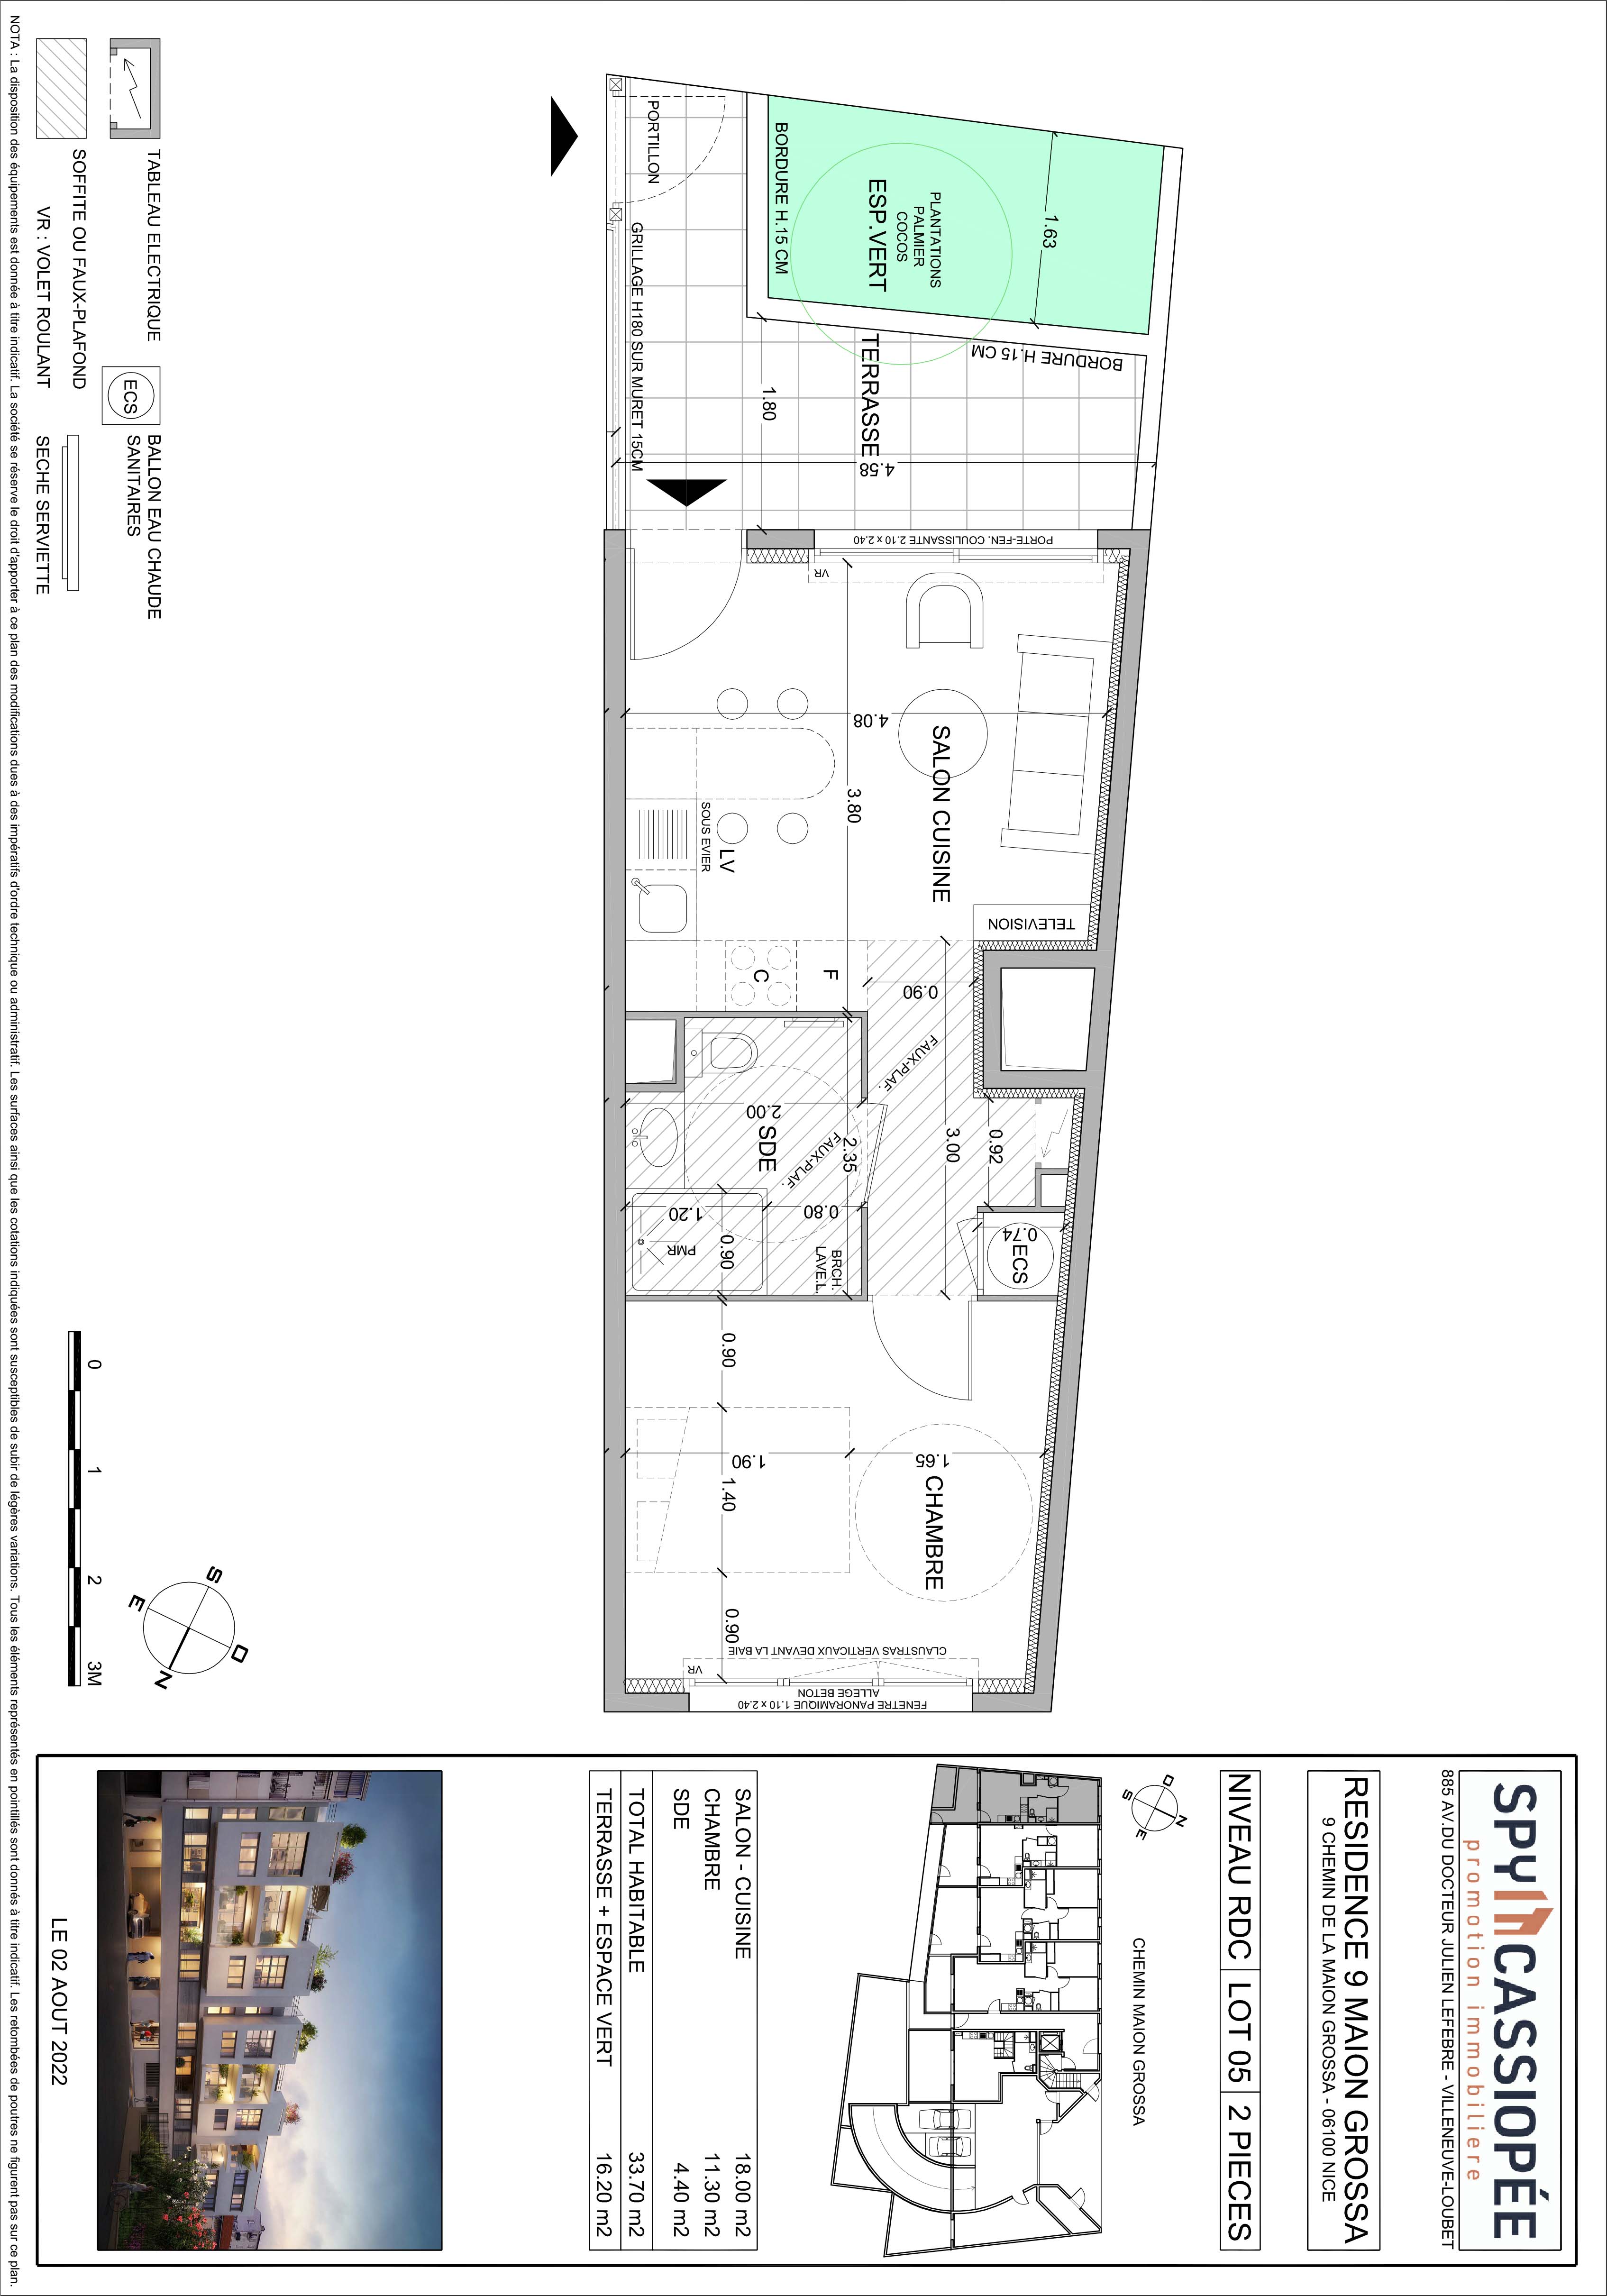 SPY CASSIOPÉE
promotion immobiliere
885 AV.DU DOCTEUR JULIEN LEFEBRE - VILLENEUVE-LOUBET
RESIDENCE 9 MAION GROSSA
9 CHEMIN DE LA MAION GROSSA - 06100 NICE
NIVEAU RDC
LOT 05
2 PIECES
N
O
E
S
CHEMIN MAION GROSSA
SALON - CUISINE 18.00 m2
CHAMBRE 11.30 m2
SDE 4.40 m2
TOTAL HABITABLE 33.70 m2
TERRASSE + ESPACE VERT 16.20 m2
LE 02 AOUT 2022
1.63
PLANTATIONS
PALMIER
COCOS
ESP.VERT
BORDURE H.15 CM
BORDURE H.15 CM
TERRASSE
4.58
1.80
PORTILLON
GRILLAGE H180 SUR MURET 15CM
PORTE-FEN. COULISSANTE 2.10 x 2.40
VR
TELEVISION
SALON CUISINE
4.08
3.80
LV
SOUS EVIER
F
C
0.90
3.00
0.92
0.74
ECS
FAUX-PLAF.
2.35
FAUX-PLAF.
0.80
BRCH.
LAVE.L.
SDE
2.00
0.90
1.20
PMR
CHAMBRE
1.65
1.90
0.90
1.40
0.90
CLAUSTRAS VERTICAUX DEVANT LA BAIE
FENETRE PANORAMIQUE 1.10 x 2.40
ALLEGE BETON
VR
TABLEAU ELECTRIQUE
ECS
BALLON EAU CHAUDE
SANITAIRES
SOFFITE OU FAUX-PLAFOND
VR : VOLET ROULANT
SECHE SERVIETTE
O
S
N
E
0 1 2 3M
NOTA : La disposition des équipements est donnée à titre indicatif. La société se réserve le droit d'apporter à ce plan des modifications dues à des impératifs d'ordre technique ou administratif. Les surfaces ainsi que les cotations indiquées sont susceptibles de subir de légères variations. Tous les éléments représentés en pointillés sont donnés à titre indicatif. Les retombées de poutres ne figurent pas sur ce plan.